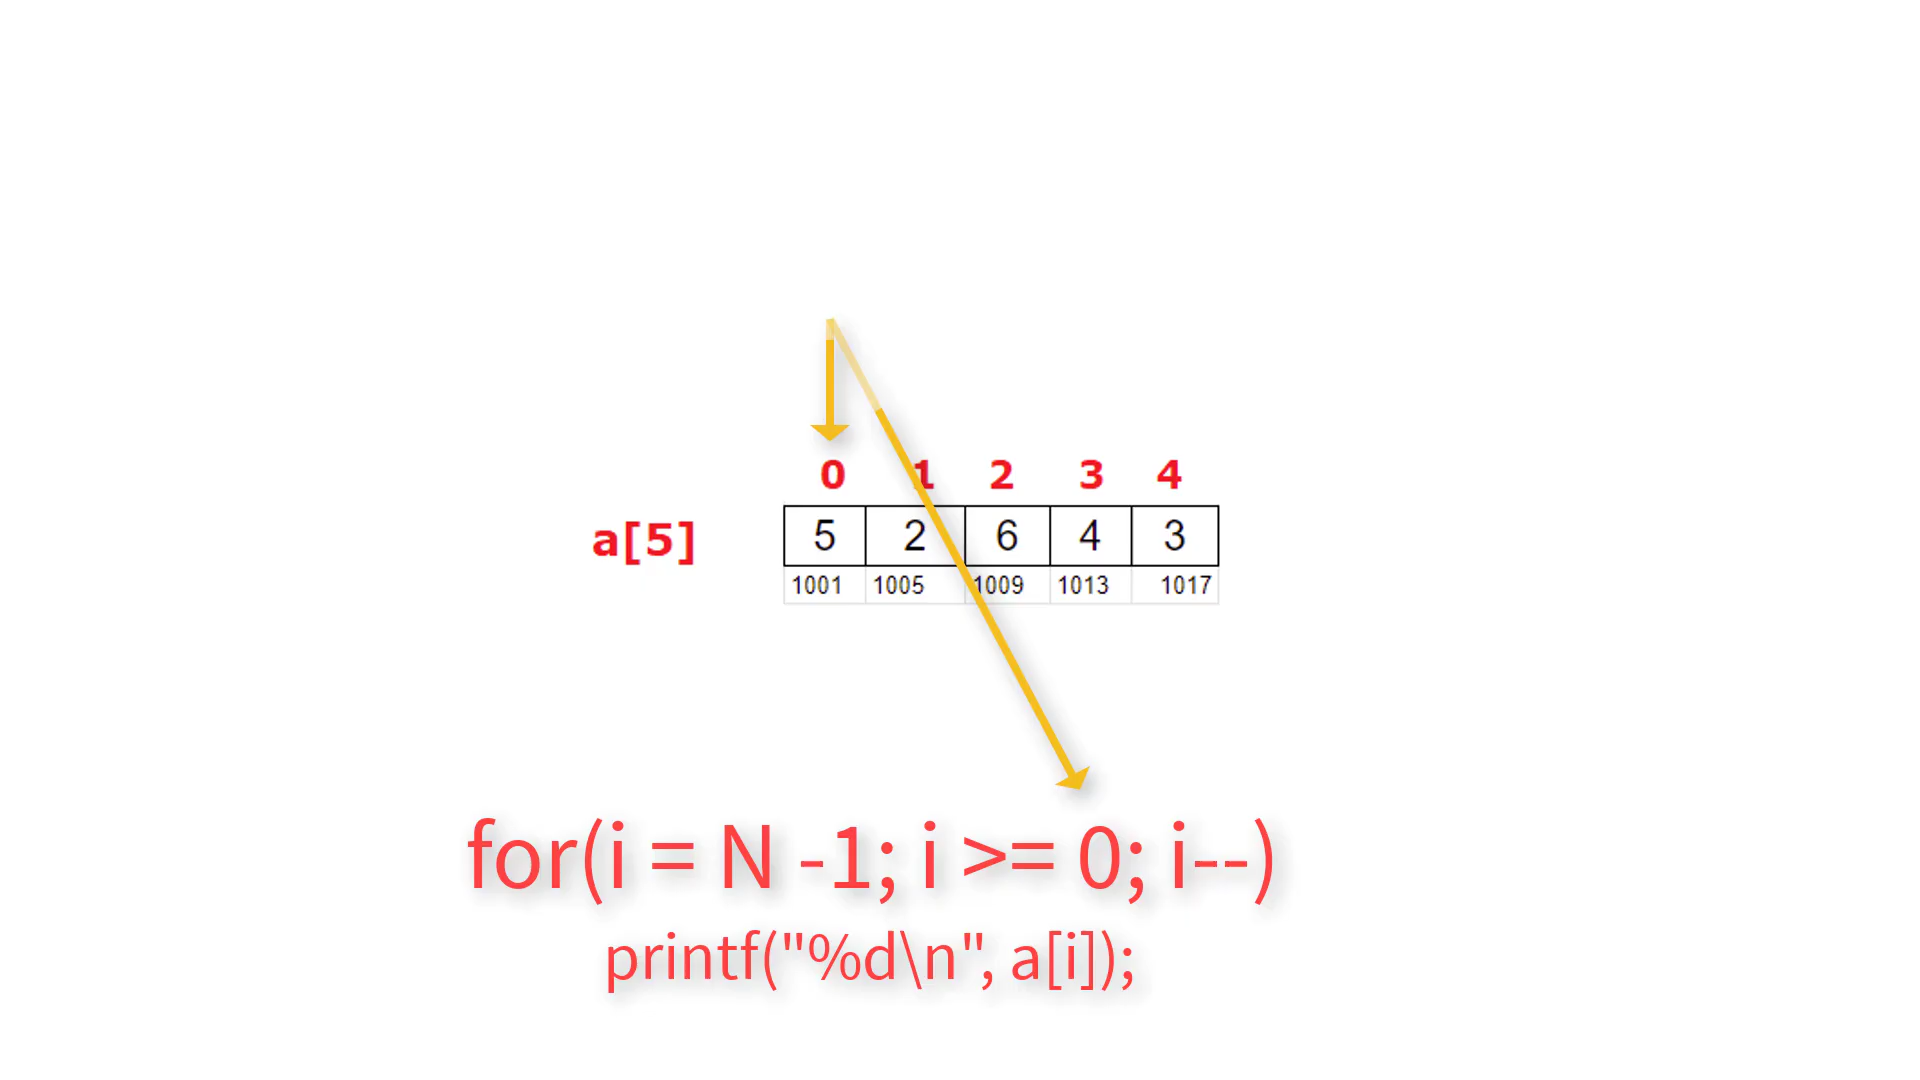 0 1 2 3 4
a[5] 5 2 6 4 3
1001 1005 1009 1013 1017
for(i = N -1; i >= 0; i--)
printf("%d\n", a[i]);